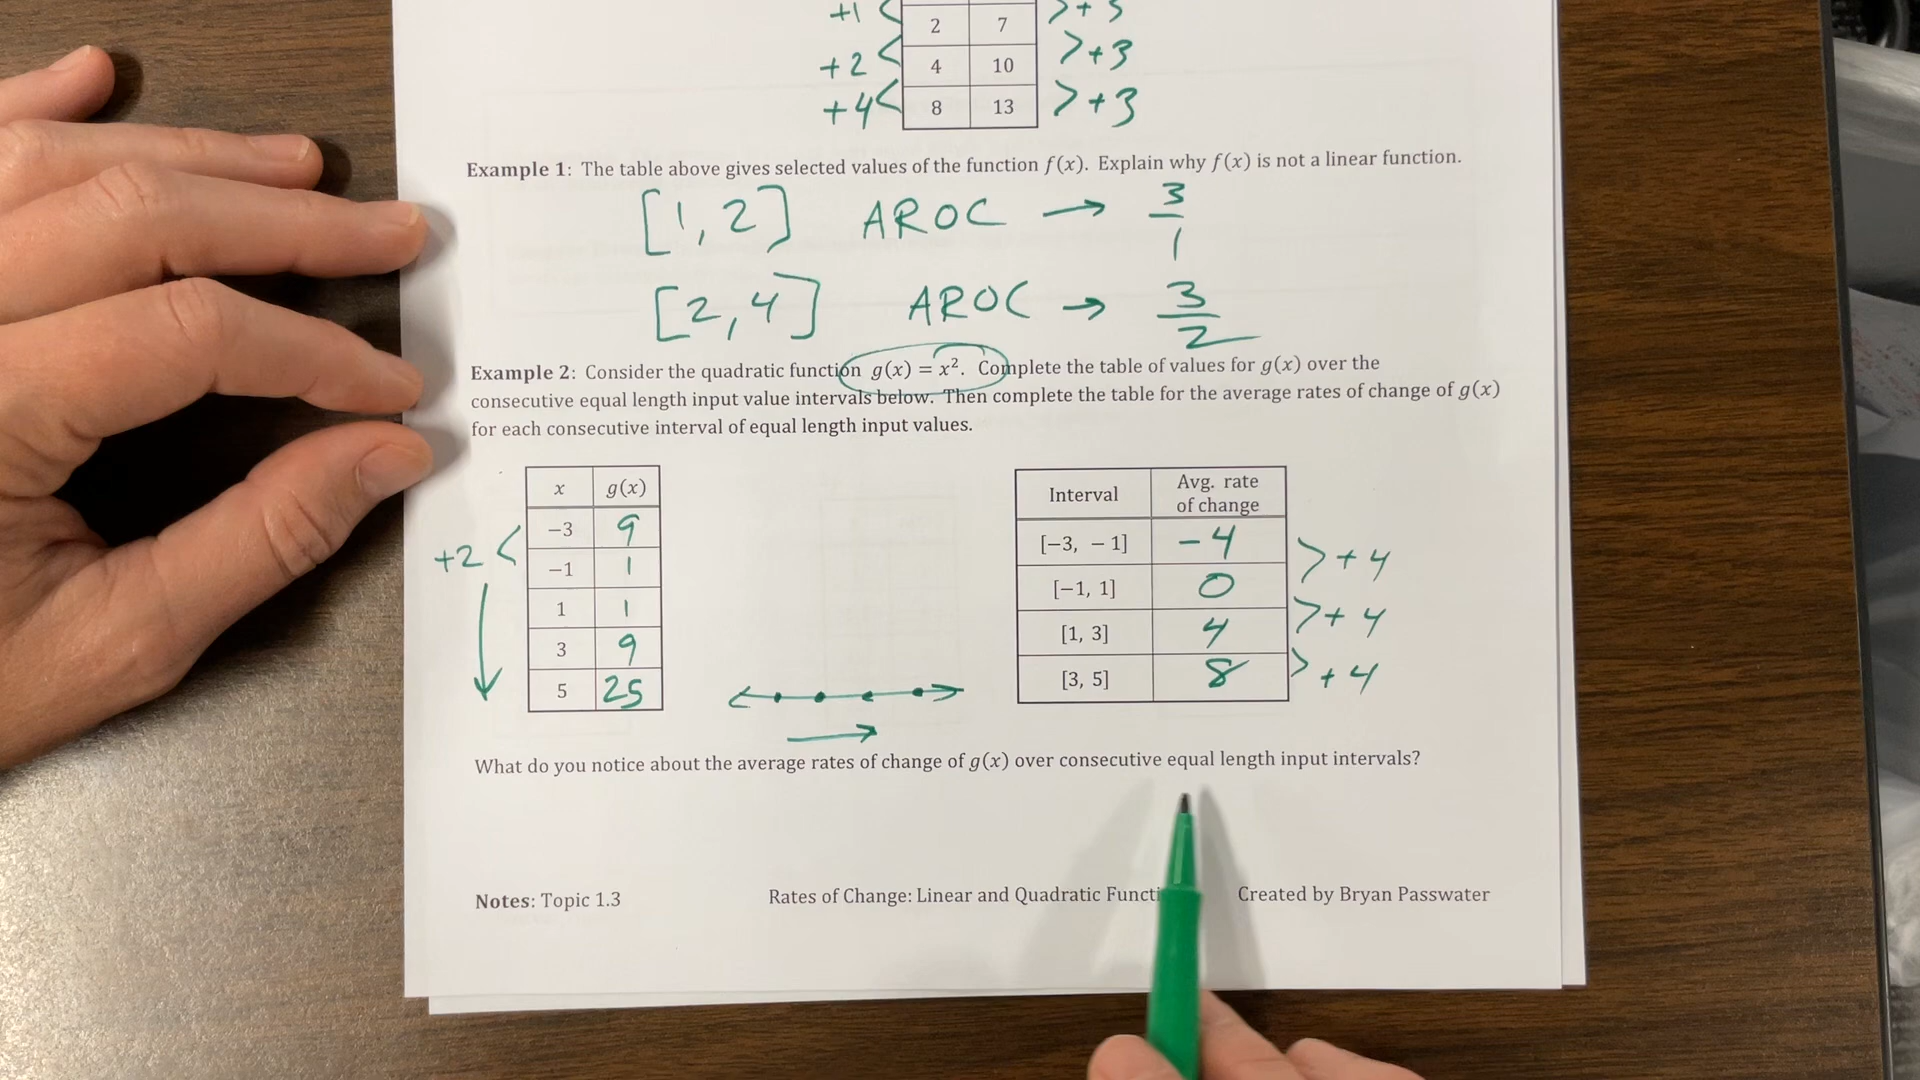 +1 < > + 3
2 7
+2 < > +3
4 10
+4 < 8 13 > +3
Example 1: The table above gives selected values of the function f(x). Explain why f(x) is not a linear function.
[1, 2] AROC → 3/1
[2, 4] AROC → 3/2
Example 2: Consider the quadratic function g(x) = x². Complete the table of values for g(x) over the
consecutive equal length input value intervals below. Then complete the table for the average rates of change of g(x)
for each consecutive interval of equal length input values.
x g(x)
−3 9
+2 <
−1 1
1 1
3 9
5 25
Interval Avg. rate of change
[−3, −1] −4
> +4
[−1, 1] 0
> + 4
[1, 3] 4
> +4
[3, 5] 8
What do you notice about the average rates of change of g(x) over consecutive equal length input intervals?
Notes: Topic 1.3 Rates of Change: Linear and Quadratic Functi Created by Bryan Passwater